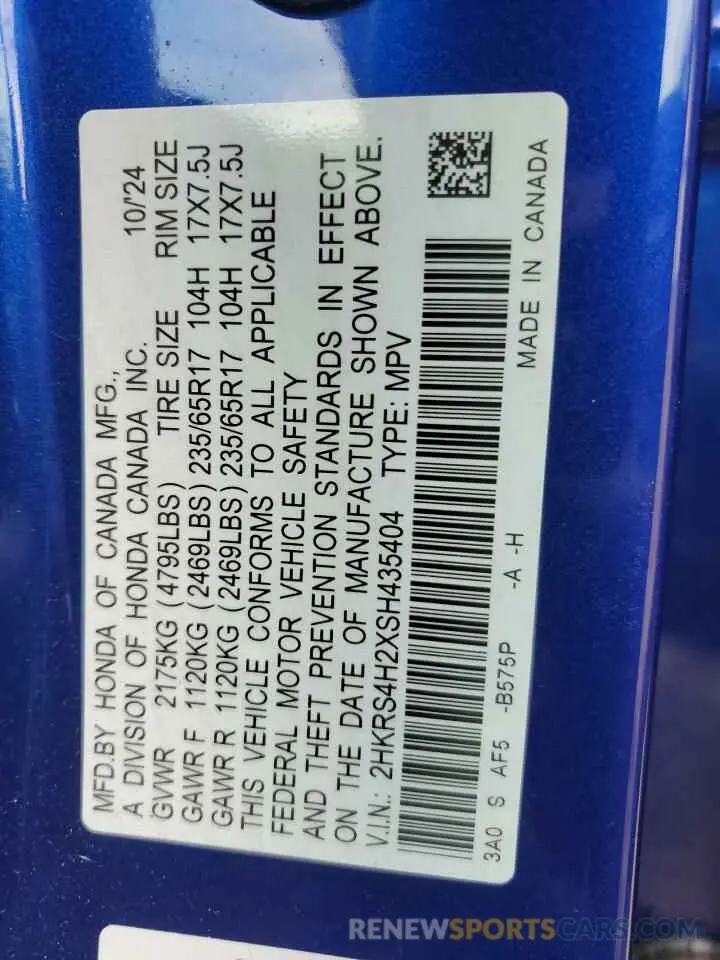 MFD.BY HONDA OF CANADA MFG.,
A DIVISION OF HONDA CANADA INC. 10/'24
GVWR 2175KG (4795LBS) TIRE SIZE RIM SIZE
GAWR F 1120KG (2469LBS) 235/65R17 104H 17X7.5J
GAWR R 1120KG (2469LBS) 235/65R17 104H 17X7.5J
THIS VEHICLE CONFORMS TO ALL APPLICABLE
FEDERAL MOTOR VEHICLE SAFETY
AND THEFT PREVENTION STANDARDS IN EFFECT
ON THE DATE OF MANUFACTURE SHOWN ABOVE.
V.I.N.: 2HKRS4H2XSH435404 TYPE: MPV
3A0 S AF5 -B575P -A -H MADE IN CANADA
RENEWSPORTSCARS.COM